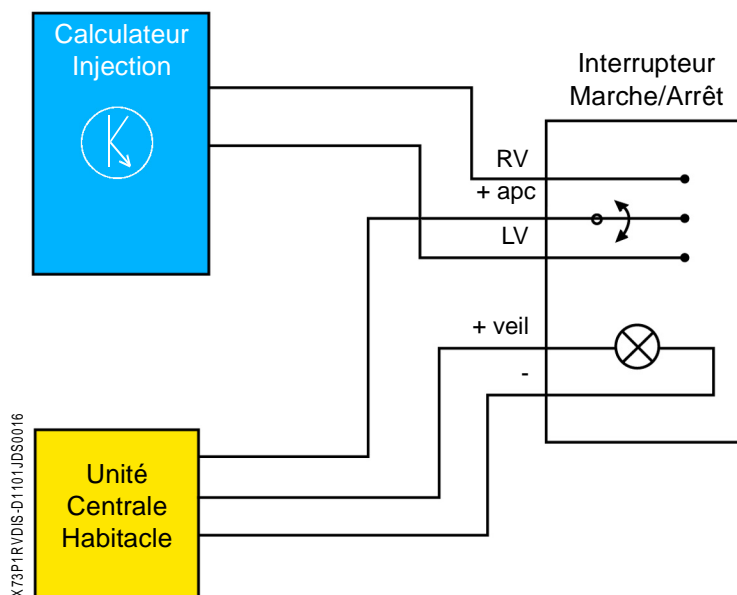 Calculateur
Injection
Interrupteur
Marche/Arrêt
RV
+ apc
LV
+ veil
-
Unité
Centrale
Habitacle
X73P1RVDIS-D1101JDS0016